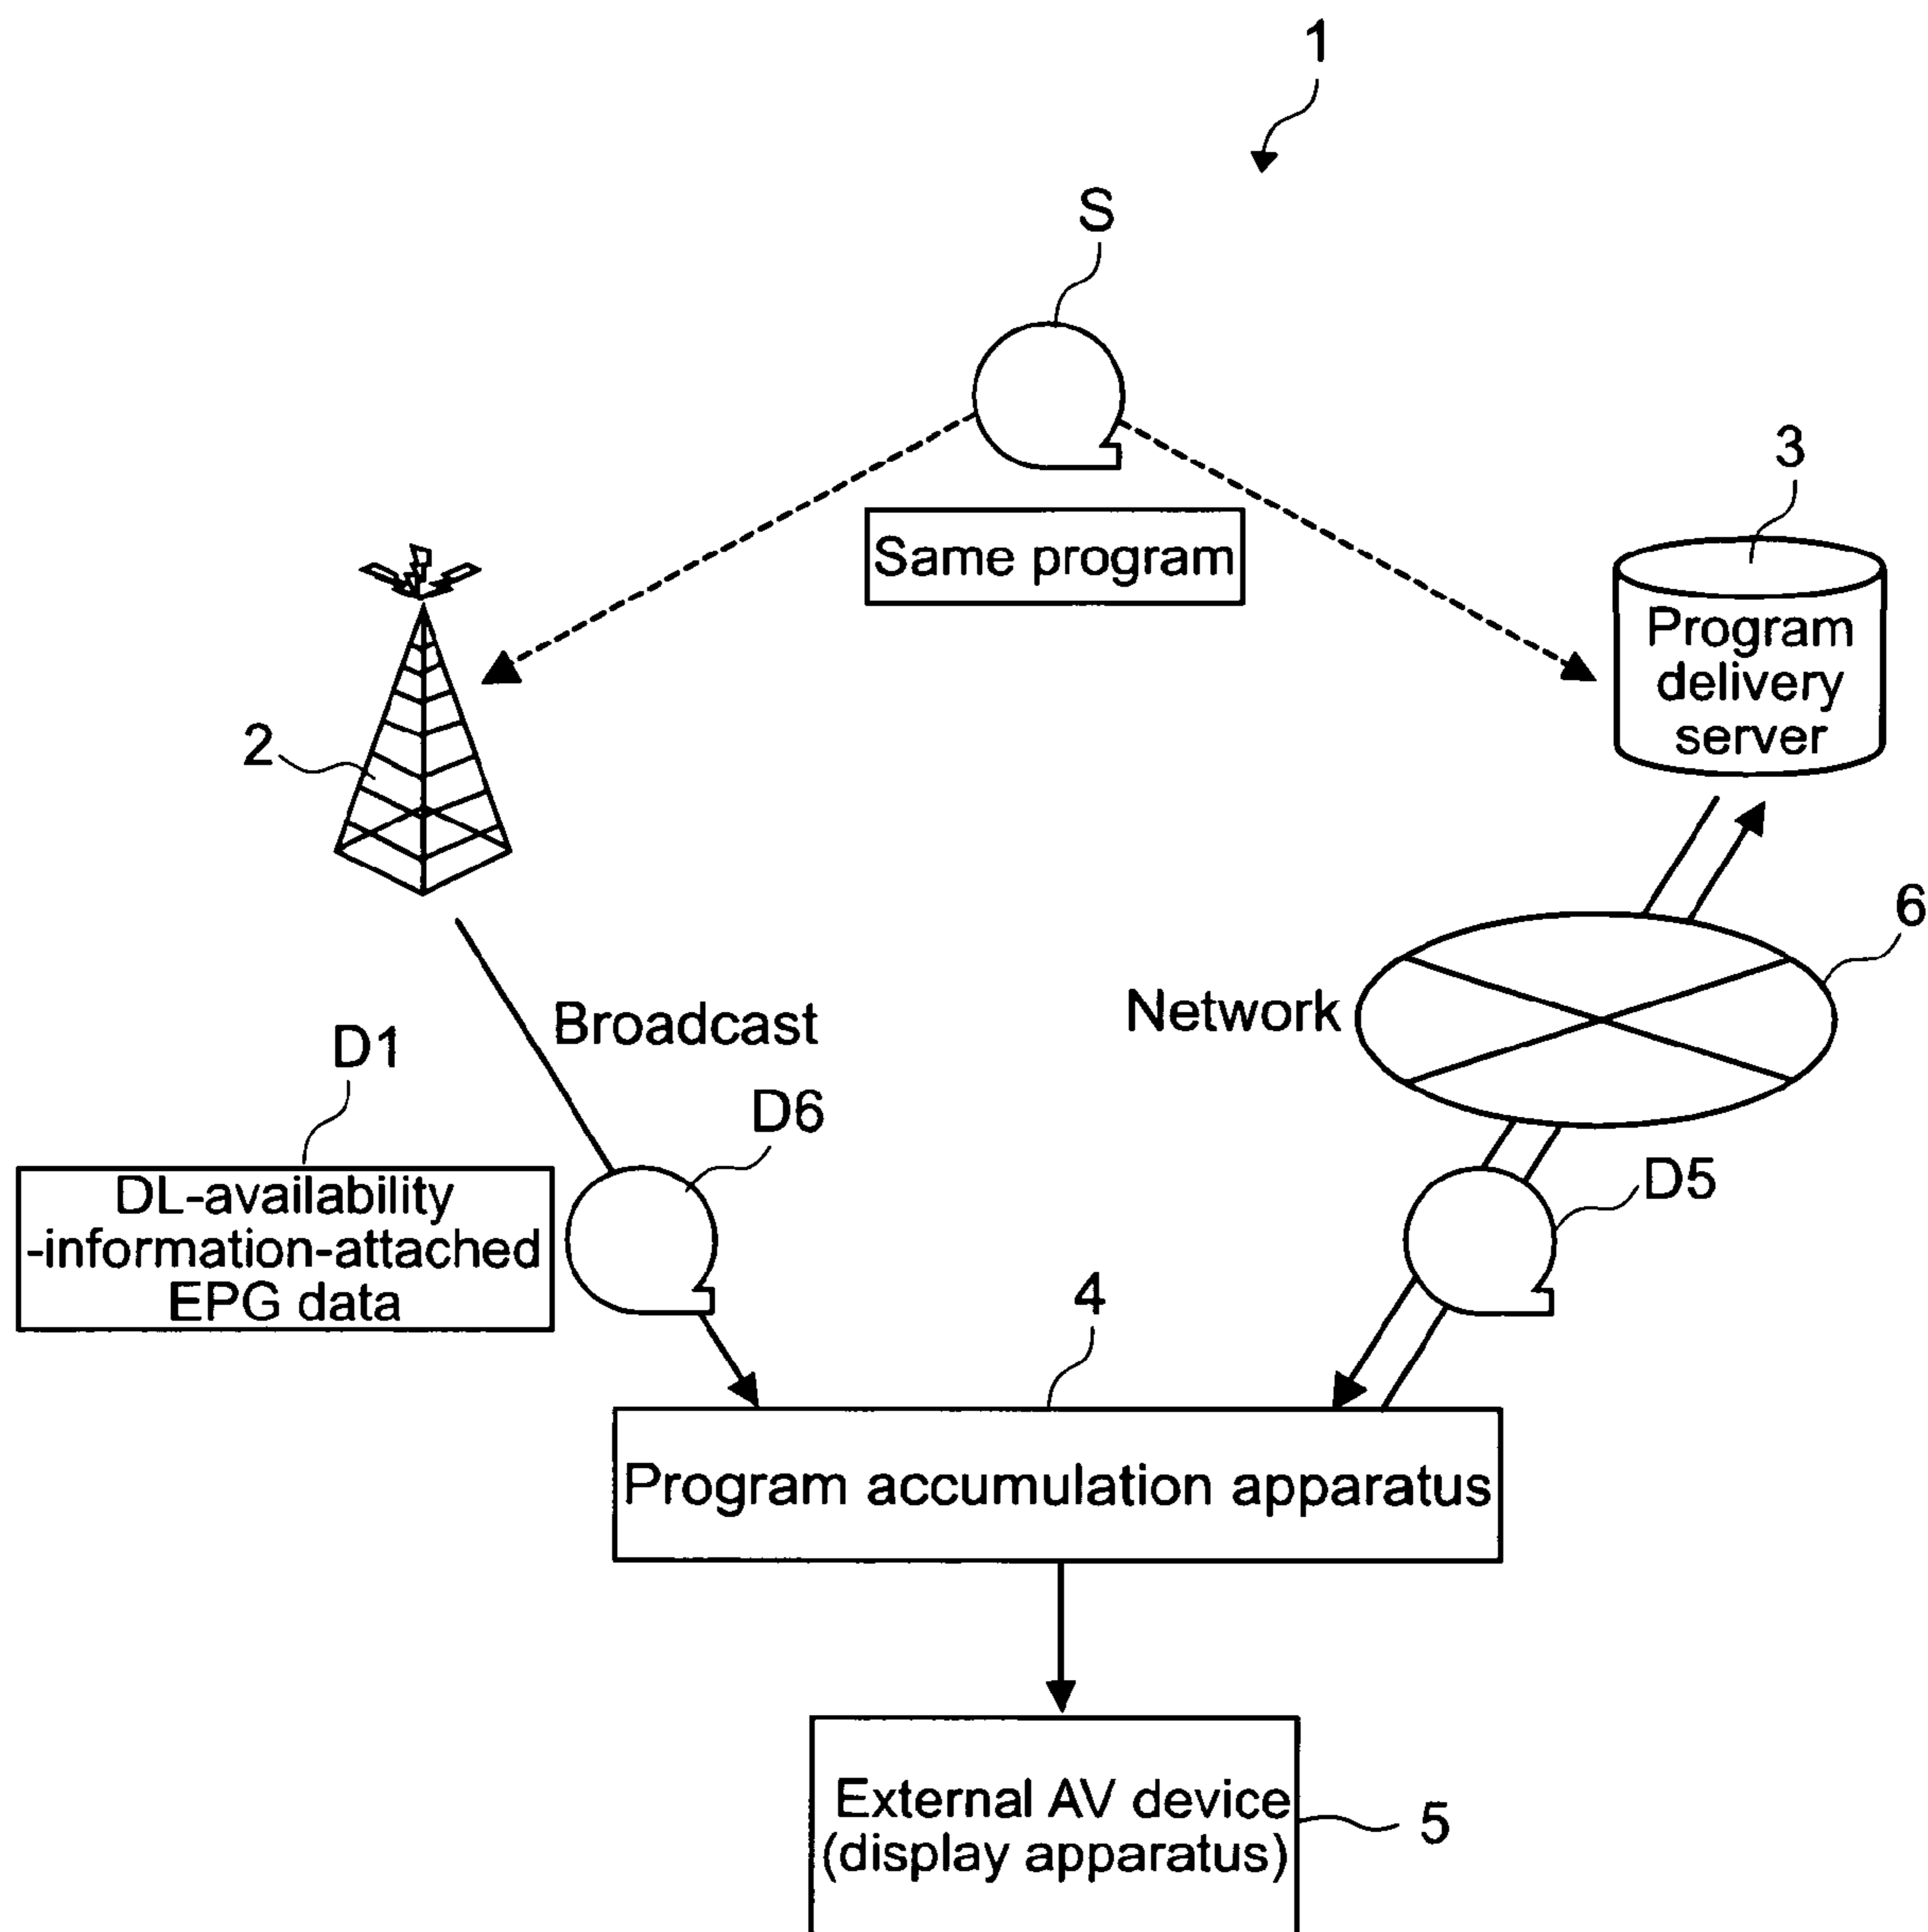 1
S
Same program
3
Program
delivery
server
2
6
Network
Broadcast
D1
D6
D5
DL-availability
-information-attached
EPG data
4
Program accumulation apparatus
External AV device
(display apparatus)
5